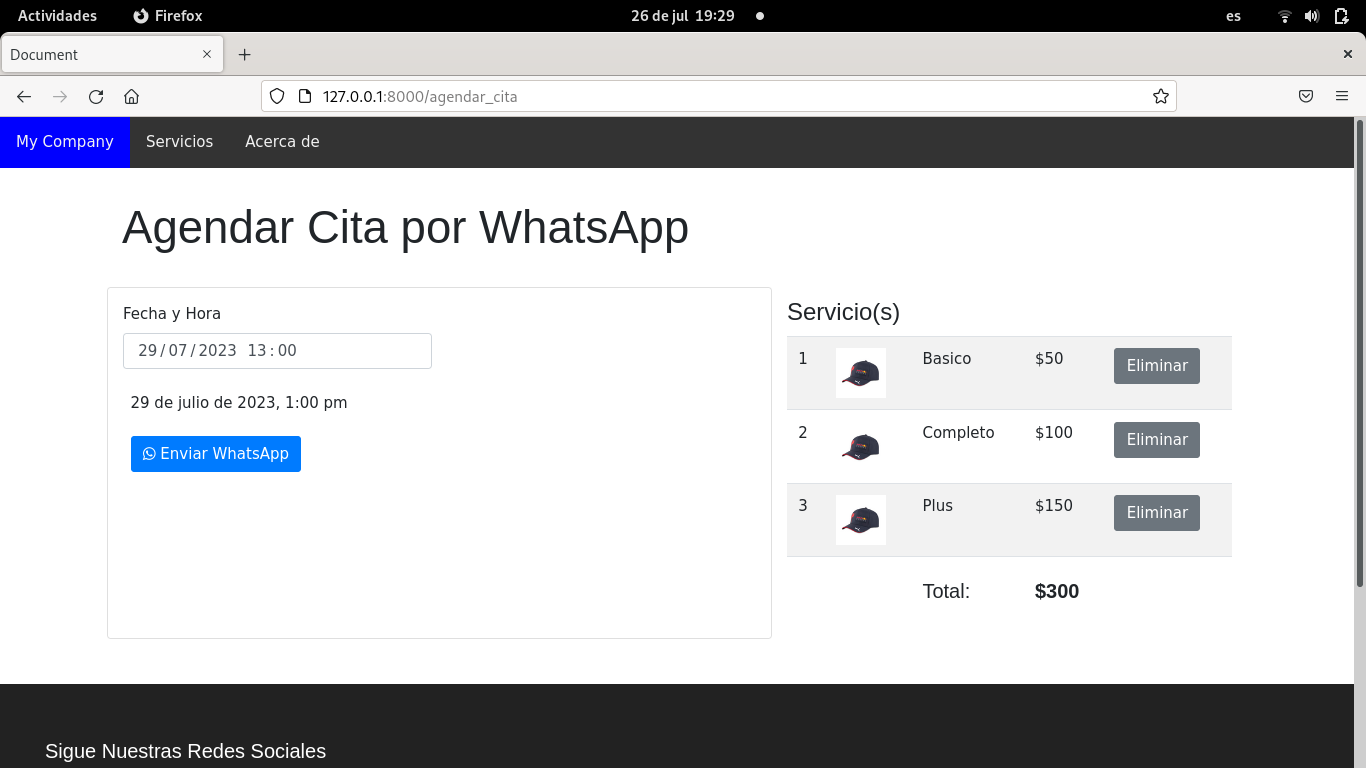 Actividades Firefox 26 de jul 19:29 es
Document
127.0.0.1:8000/agendar_cita
My Company Servicios Acerca de
Agendar Cita por WhatsApp
Fecha y Hora
29/07/2023 13:00
29 de julio de 2023, 1:00 pm
Enviar WhatsApp
Servicio(s)
1 Basico $50 Eliminar
2 Completo $100 Eliminar
3 Plus $150 Eliminar
Total: $300
Sigue Nuestras Redes Sociales